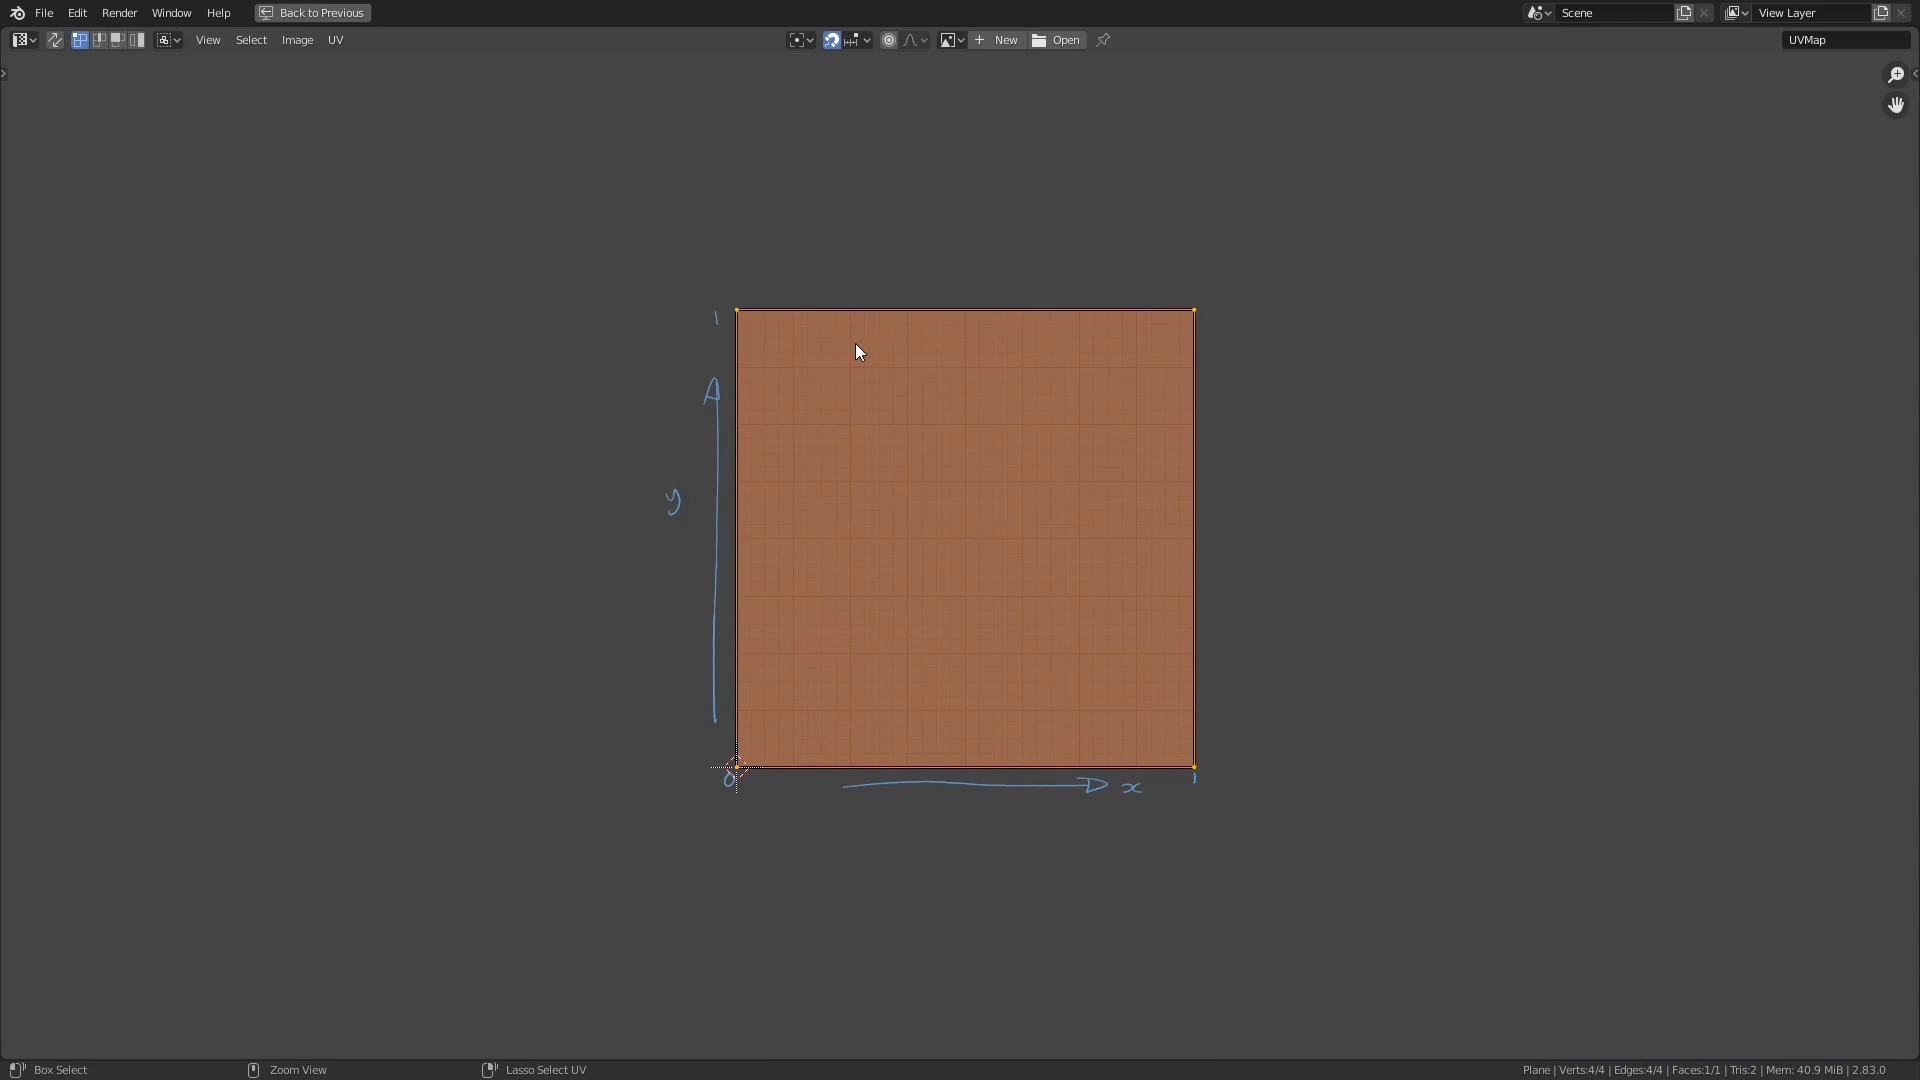 File Edit Render Window Help Back to Previous Scene View Layer
View Select Image UV New Open UVMap
1
y
0 x 1
Box Select Zoom View Lasso Select UV Plane | Verts:4/4 | Edges:4/4 | Faces:1/1 | Tris:2 | Mem: 40.9 MiB | 2.83.0